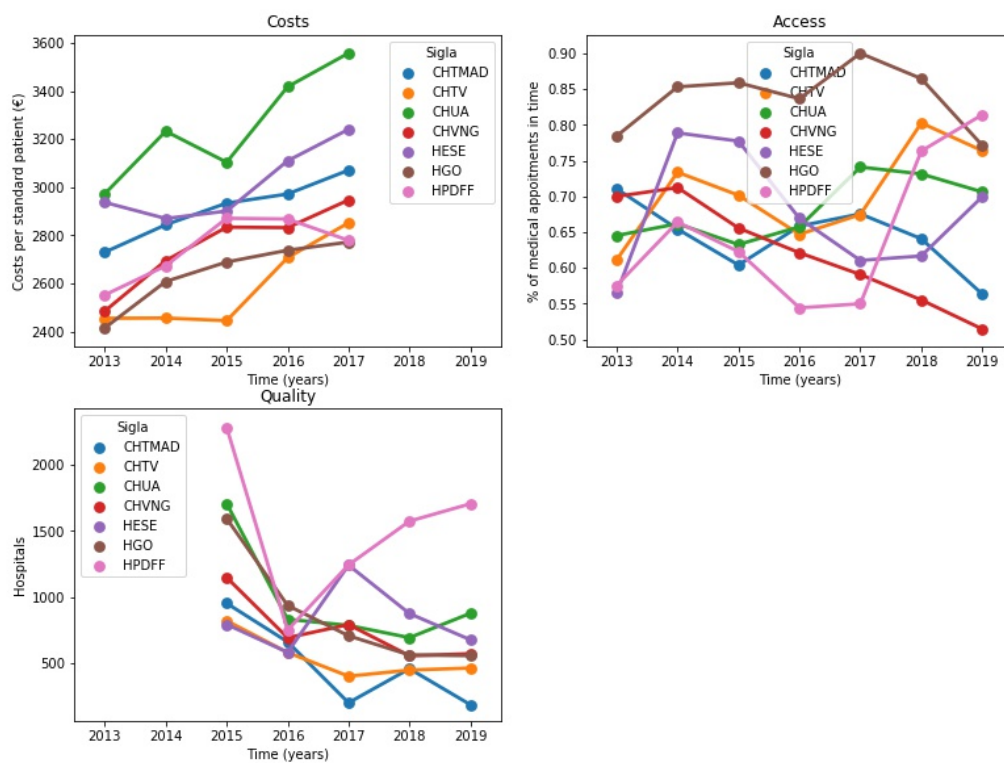 Costs
Costs per standard patient (€)
3600
3400
3200
3000
2800
2600
2400
Sigla
CHTMAD
CHTV
CHUA
CHVNG
HESE
HGO
HPDFF
2013 2014 2015 2016 2017 2018 2019
Time (years)
Access
% of medical appoitments in time
0.90
0.85
0.80
0.75
0.70
0.65
0.60
0.55
0.50
Sigla
CHTMAD
CHTV
CHUA
CHVNG
HESE
HGO
HPDFF
2013 2014 2015 2016 2017 2018 2019
Time (years)
Quality
Hospitals
2000
1500
1000
500
Sigla
CHTMAD
CHTV
CHUA
CHVNG
HESE
HGO
HPDFF
2013 2014 2015 2016 2017 2018 2019
Time (years)